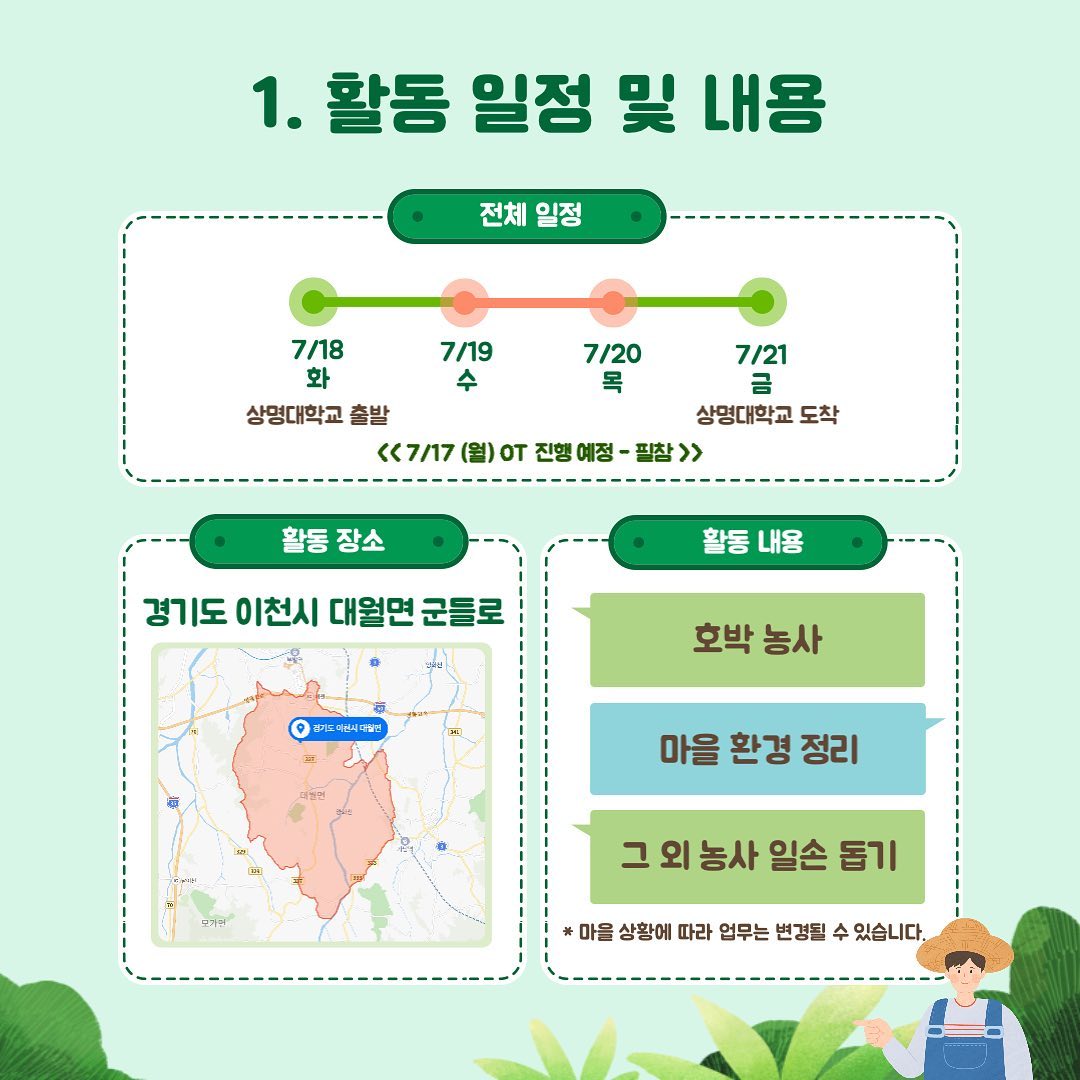 1. 활동 일정 및 내용
전체 일정
7/18
화
상명대학교 출발
7/19
수
7/20
목
7/21
금
상명대학교 도착
<< 7/17 (월) OT 진행 예정 - 필참 >>
활동 장소
경기도 이천시 대월면 군들로
경기도 이천시 대월면
대월면
모가면
337
341
70
329
333
70
활동 내용
호박 농사
마을 환경 정리
그 외 농사 일손 돕기
* 마을 상황에 따라 업무는 변경될 수 있습니다.